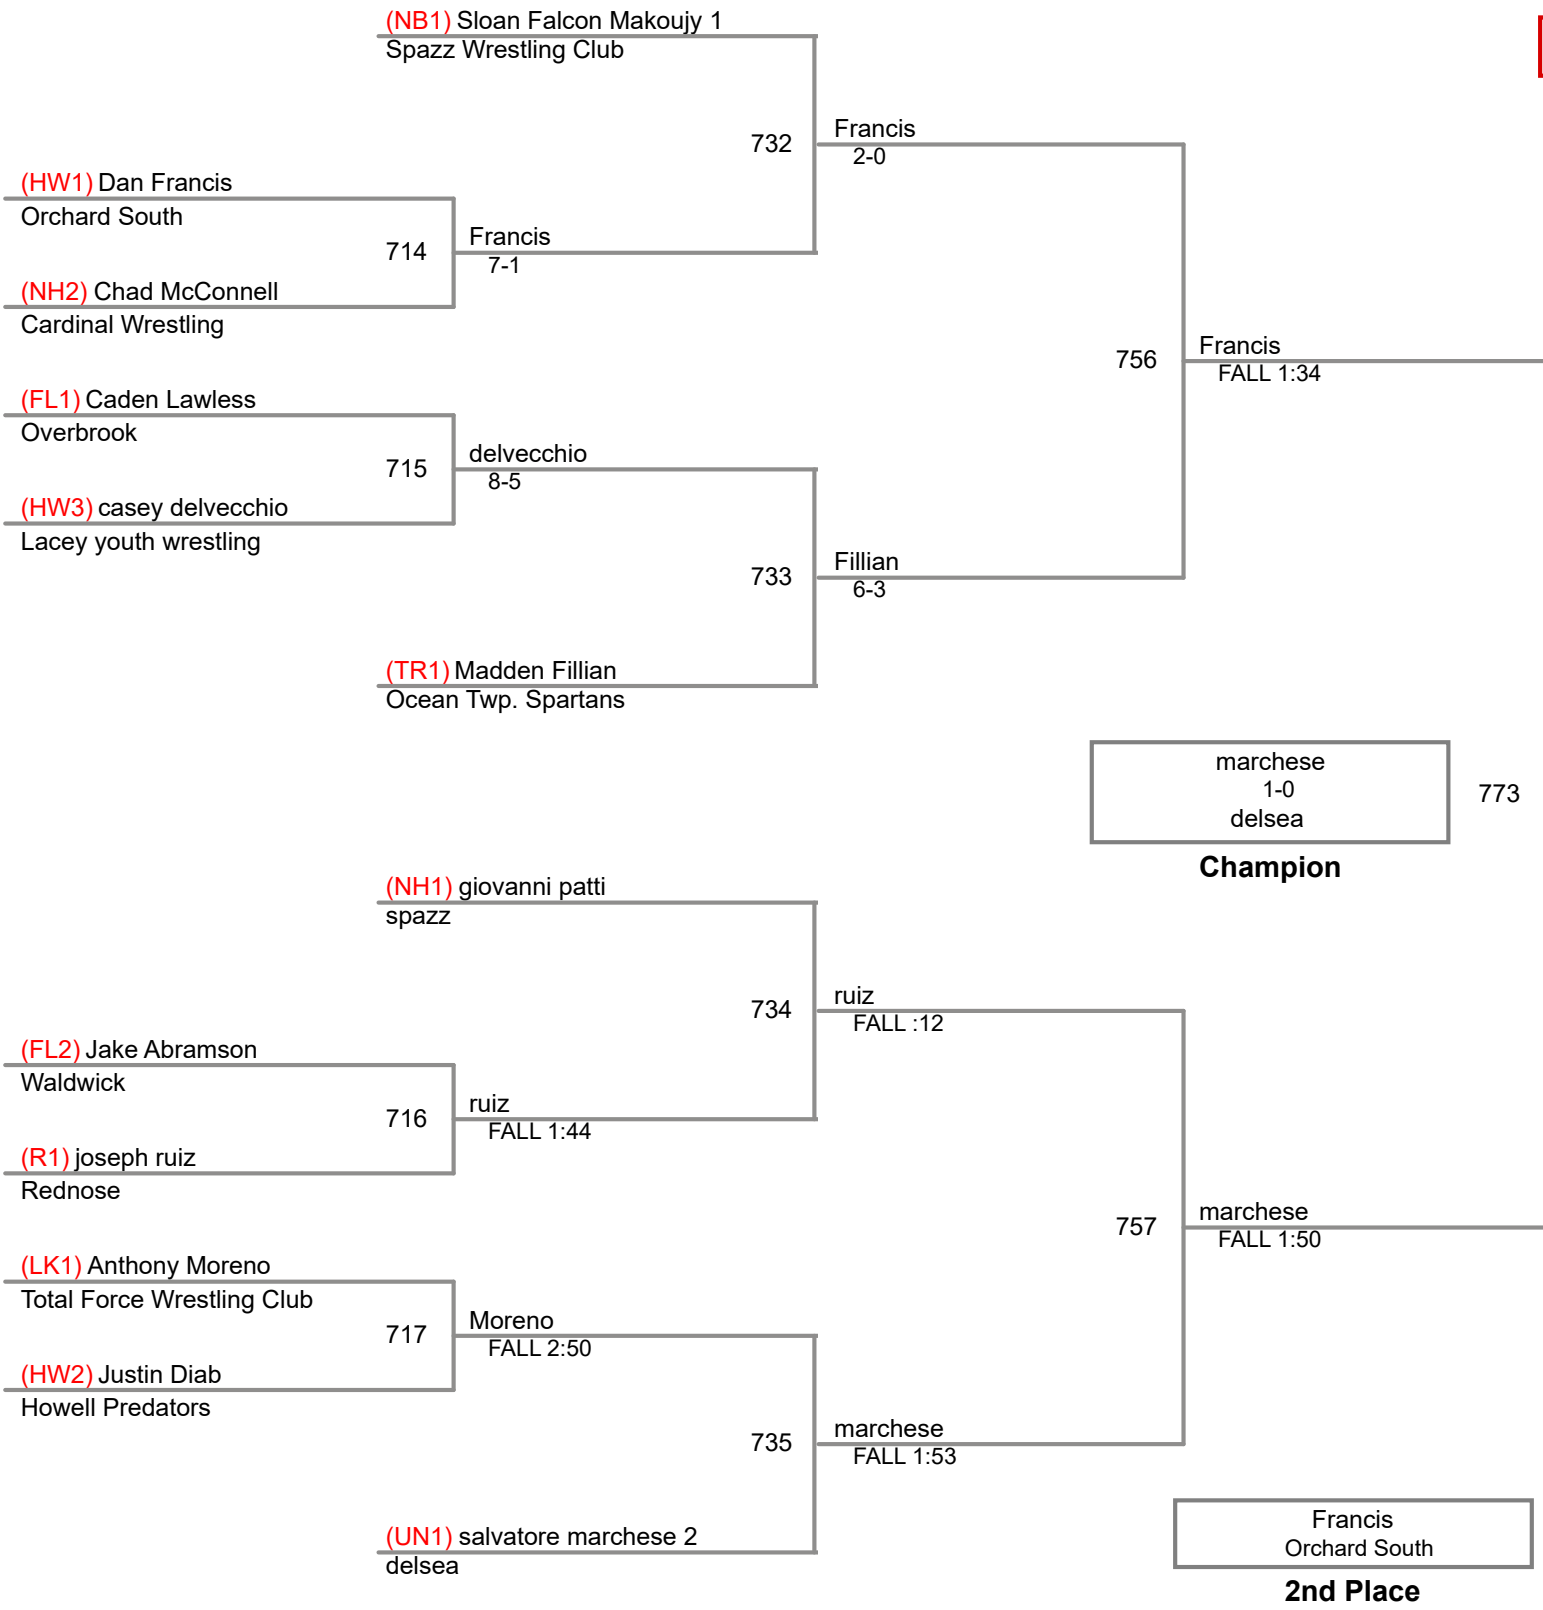 (NB1) Sloan Falcon Makoujy 1
Spazz Wrestling Club
732
Francis
2-0
(HW1) Dan Francis
Orchard South
714
Francis
7-1
(NH2) Chad McConnell
Cardinal Wrestling
756
Francis
FALL 1:34
(FL1) Caden Lawless
Overbrook
715
delvecchio
8-5
(HW3) casey delvecchio
Lacey youth wrestling
733
Fillian
6-3
(TR1) Madden Fillian
Ocean Twp. Spartans
marchese
1-0
delsea
773
Champion
(NH1) giovanni patti
spazz
734
ruiz
FALL :12
(FL2) Jake Abramson
Waldwick
716
ruiz
FALL 1:44
(R1) joseph ruiz
Rednose
757
marchese
FALL 1:50
(LK1) Anthony Moreno
Total Force Wrestling Club
717
Moreno
FALL 2:50
(HW2) Justin Diab
Howell Predators
735
marchese
FALL 1:53
(UN1) salvatore marchese 2
delsea
Francis
Orchard South
2nd Place